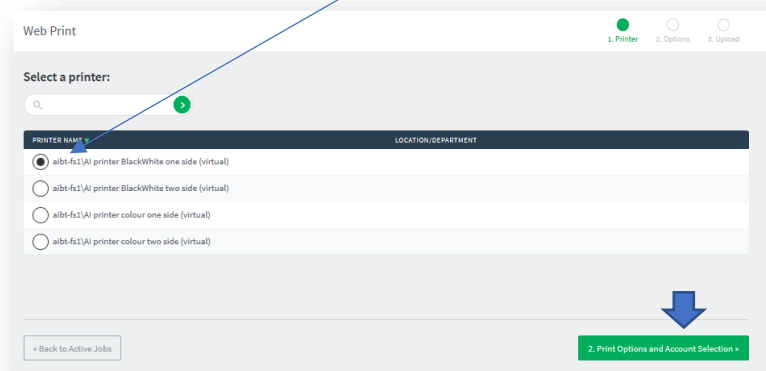 Web Print
1. Printer
2. Options
3. Upload
Select a printer:
PRINTER NAME
LOCATION/DEPARTMENT
aibt-fs1\AI printer BlackWhite one side (virtual)
aibt-fs1\AI printer BlackWhite two side (virtual)
aibt-fs1\AI printer colour one side (virtual)
aibt-fs1\AI printer colour two side (virtual)
« Back to Active Jobs
2. Print Options and Account Selection »